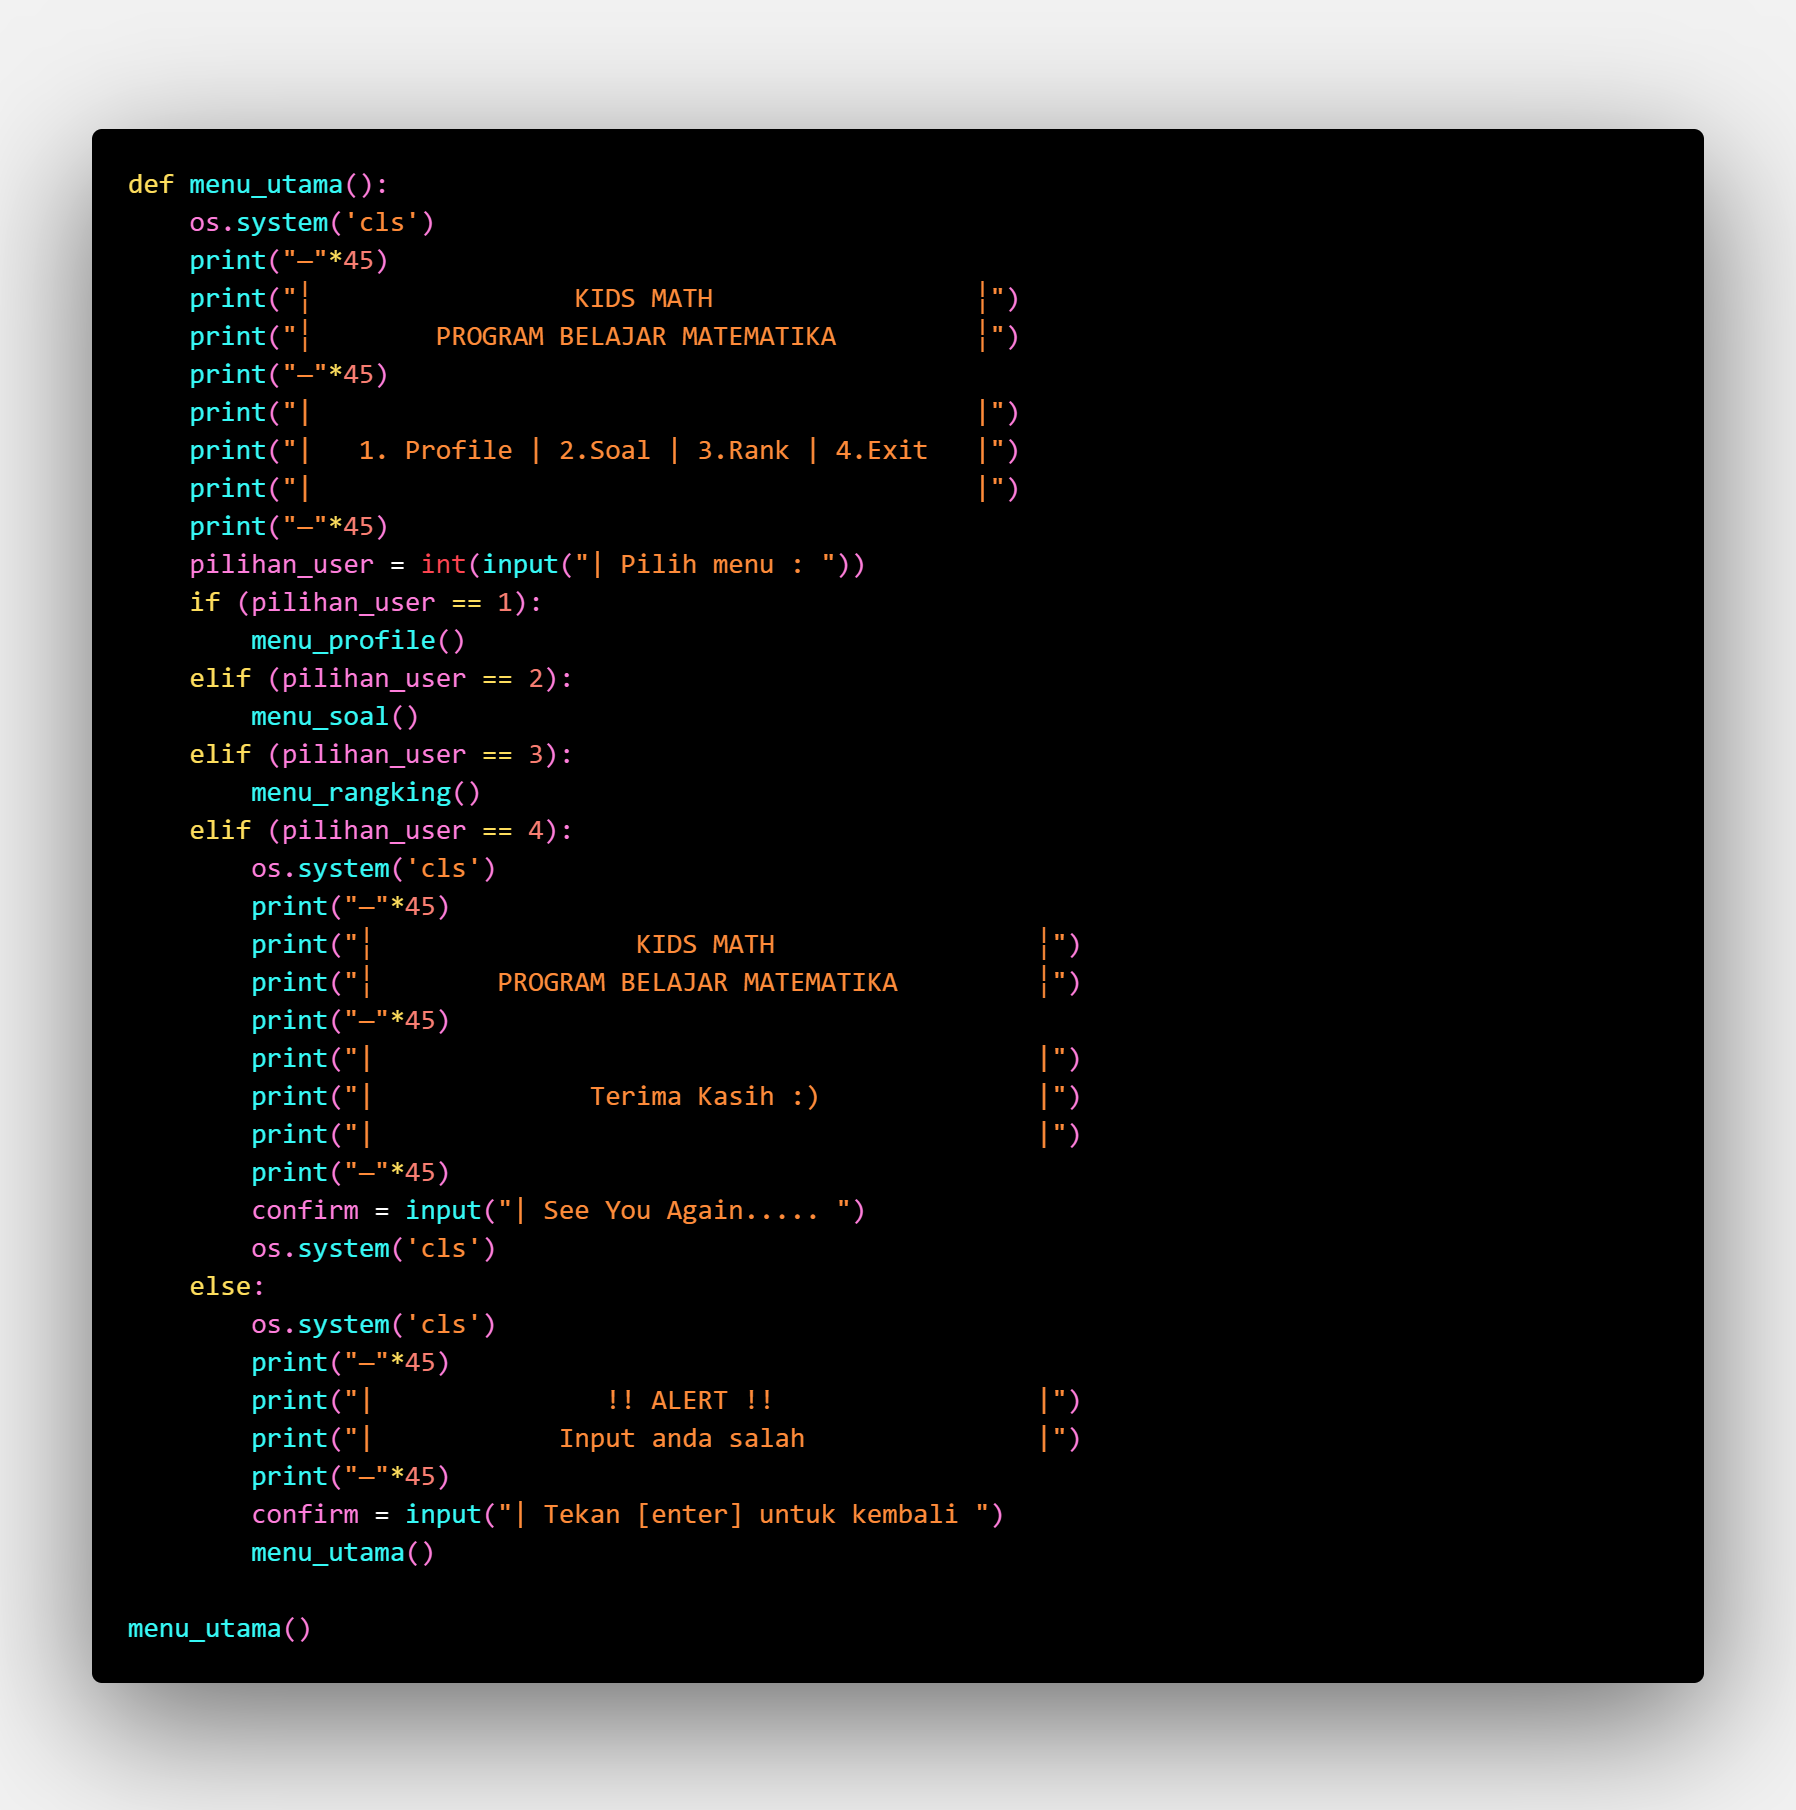 def menu_utama():
    os.system('cls')
    print("—"*45)
    print("¦                 KIDS MATH                 ¦")
    print("¦        PROGRAM BELAJAR MATEMATIKA         ¦")
    print("—"*45)
    print("|                                           |")
    print("|   1. Profile | 2.Soal | 3.Rank | 4.Exit   |")
    print("|                                           |")
    print("—"*45)
    pilihan_user = int(input("| Pilih menu : "))
    if (pilihan_user == 1):
        menu_profile()
    elif (pilihan_user == 2):
        menu_soal()
    elif (pilihan_user == 3):
        menu_rangking()
    elif (pilihan_user == 4):
        os.system('cls')
        print("—"*45)
        print("¦                 KIDS MATH                 ¦")
        print("¦        PROGRAM BELAJAR MATEMATIKA         ¦")
        print("—"*45)
        print("|                                           |")
        print("|              Terima Kasih :)              |")
        print("|                                           |")
        print("—"*45)
        confirm = input("| See You Again..... ")
        os.system('cls')
    else:
        os.system('cls')
        print("—"*45)
        print("|               !! ALERT !!                 |")
        print("|            Input anda salah               |")
        print("—"*45)
        confirm = input("| Tekan [enter] untuk kembali ")
        menu_utama()

menu_utama()